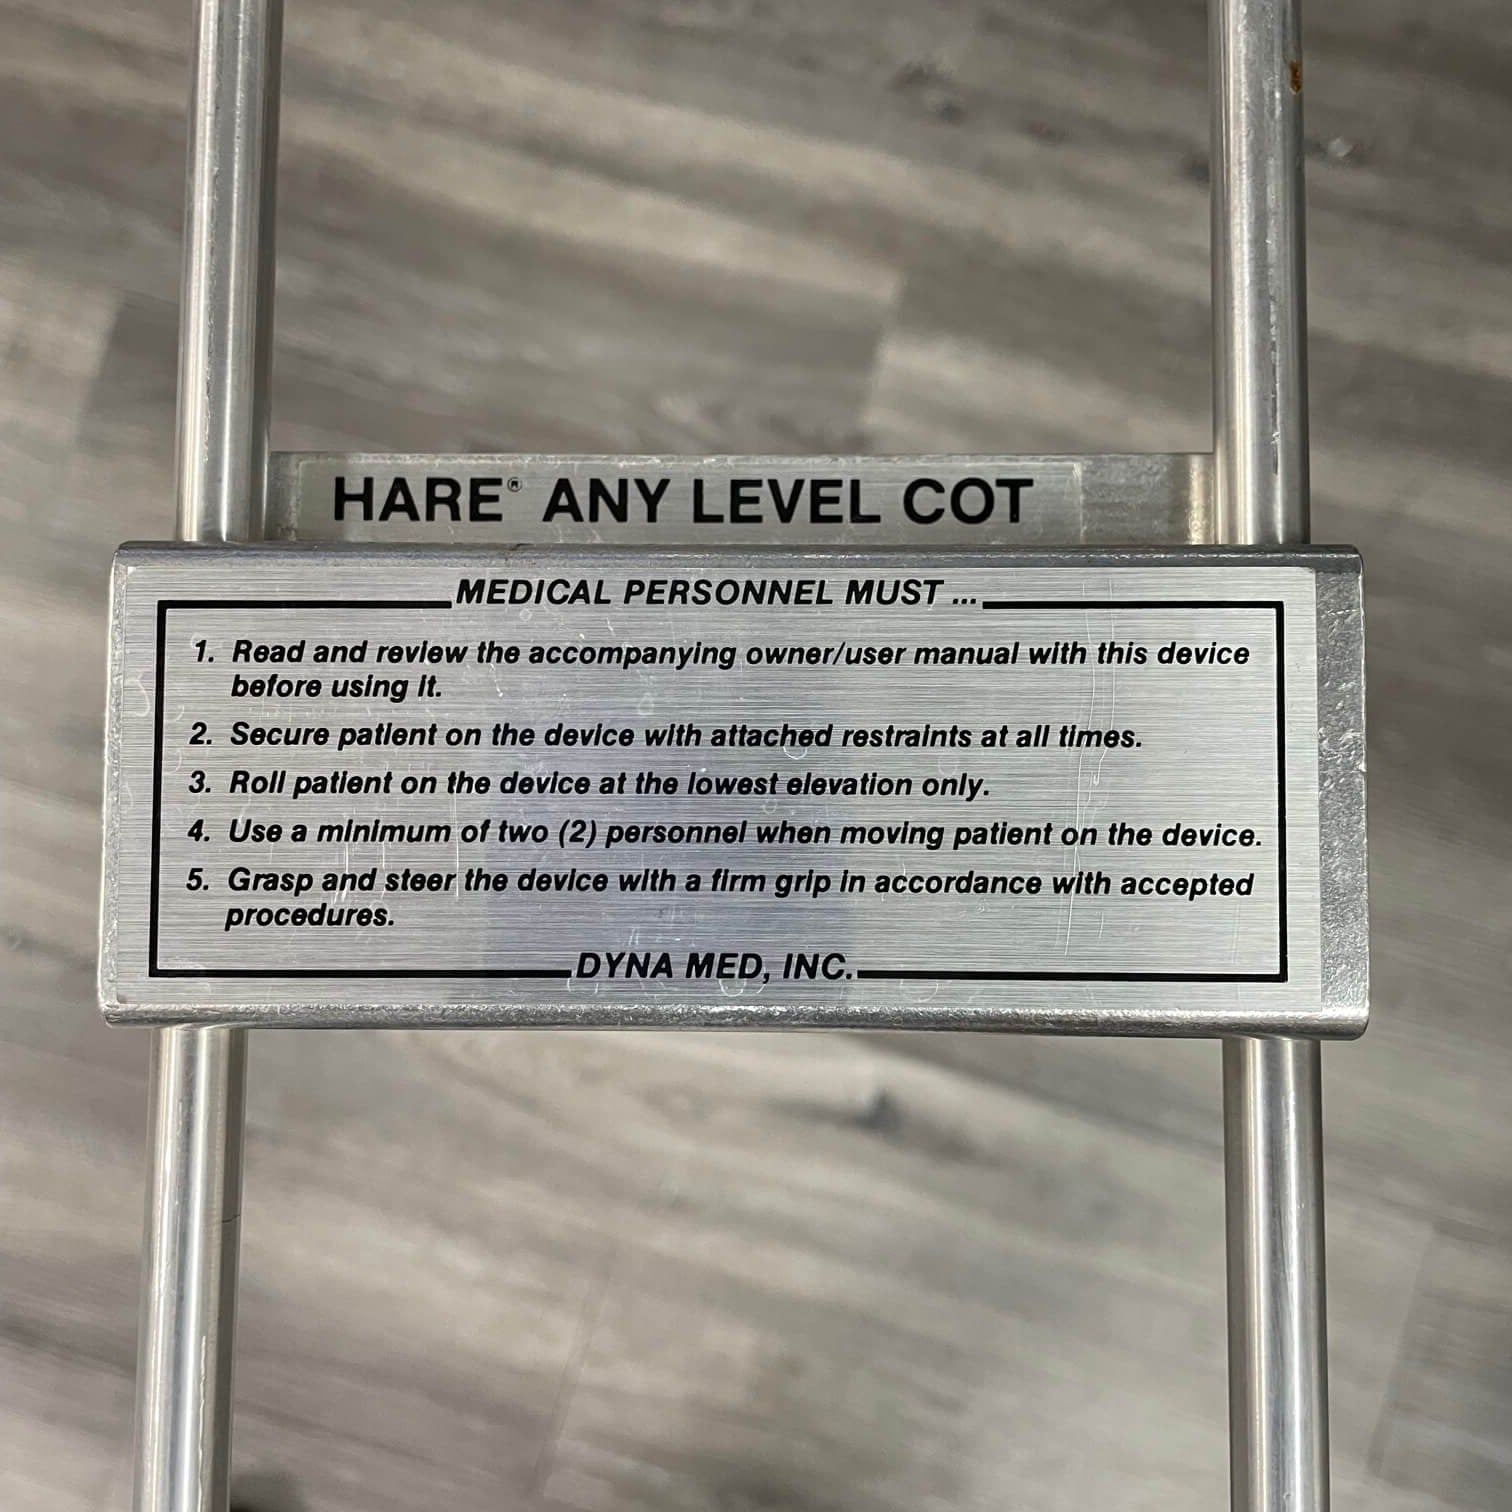 HARE® ANY LEVEL COT
MEDICAL PERSONNEL MUST ...
1. Read and review the accompanying owner/user manual with this device
before using it.
2. Secure patient on the device with attached restraints at all times.
3. Roll patient on the device at the lowest elevation only.
4. Use a minimum of two (2) personnel when moving patient on the device.
5. Grasp and steer the device with a firm grip in accordance with accepted
procedures.
DYNA MED, INC.